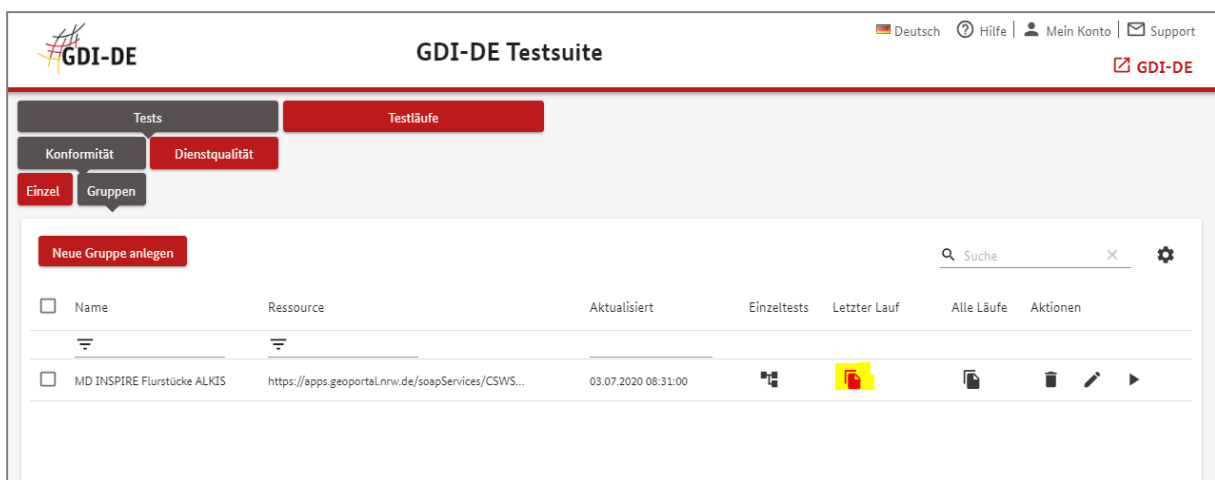 GDI-DE
GDI-DE Testsuite
Deutsch Hilfe Mein Konto Support
GDI-DE
Tests Testläufe
Konformität Dienstqualität
Einzel Gruppen
Neue Gruppe anlegen Suche
Name Ressource Aktualisiert Einzeltests Letzter Lauf Alle Läufe Aktionen
MD INSPIRE Flurstücke ALKIS https://apps.geoportal.nrw.de/soapServices/CSWS... 03.07.2020 08:31:00